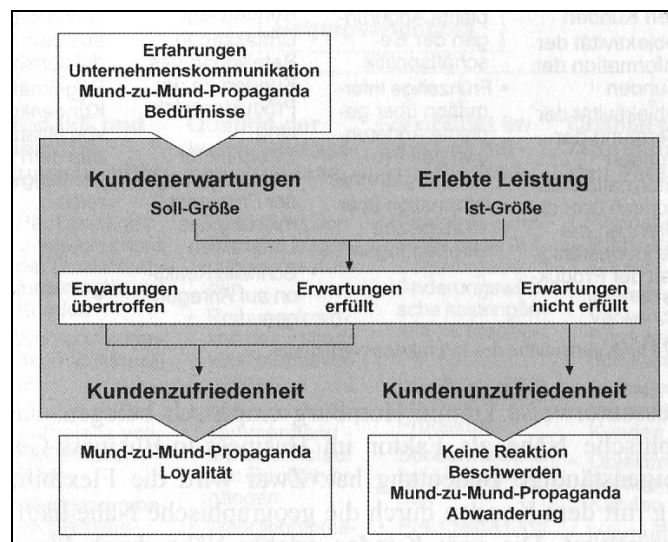 Erfahrungen
Unternehmenskommunikation
Mund-zu-Mund-Propaganda
Bedürfnisse
Kundenerwartungen
Soll-Größe
Erlebte Leistung
Ist-Größe
Erwartungen
übertroffen
Erwartungen
erfüllt
Erwartungen
nicht erfüllt
Kundenzufriedenheit
Kundenunzufriedenheit
Mund-zu-Mund-Propaganda
Loyalität
Keine Reaktion
Beschwerden
Mund-zu-Mund-Propaganda
Abwanderung